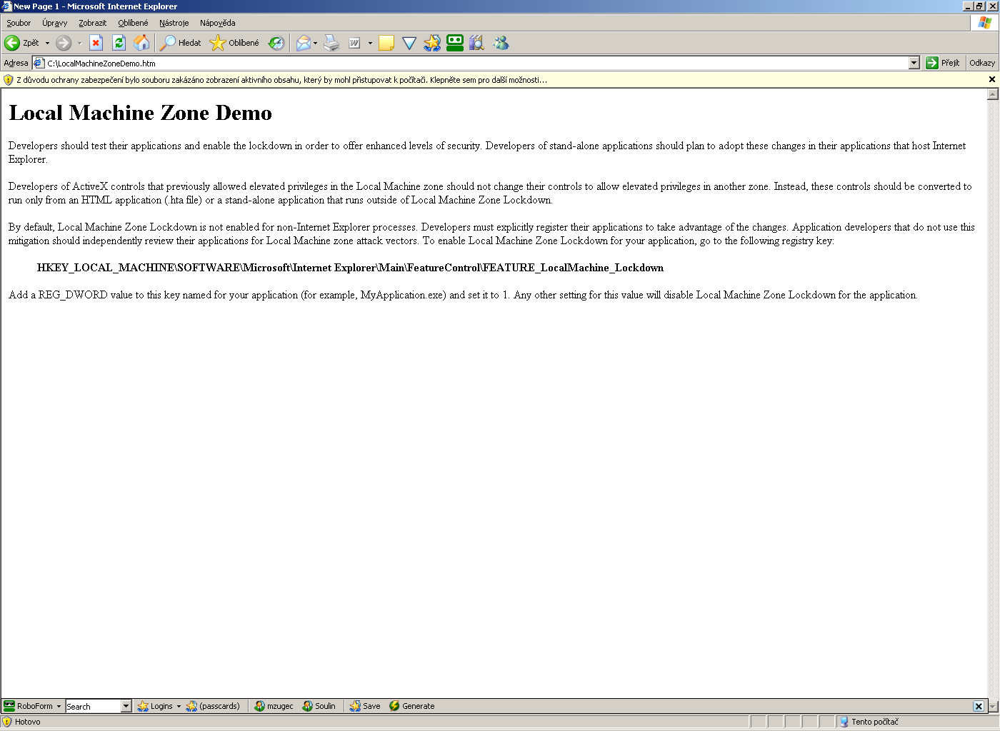 New Page 1 - Microsoft Internet Explorer
Soubor Úpravy Zobrazit Oblíbené Nástroje Nápověda
Zpět Hledat Oblíbené
Adresa C:\LocalMachineZoneDemo.htm Přejít Odkazy
Z důvodu ochrany zabezpečení bylo souboru zakázáno zobrazení aktivního obsahu, který by mohl přistupovat k počítači. Klepněte sem pro další možnosti...
Local Machine Zone Demo
Developers should test their applications and enable the lockdown in order to offer enhanced levels of security. Developers of stand-alone applications should plan to adopt these changes in their applications that host Internet
Explorer.
Developers of ActiveX controls that previously allowed elevated privileges in the Local Machine zone should not change their controls to allow elevated privileges in another zone. Instead, these controls should be converted to
run only from an HTML application (.hta file) or a stand-alone application that runs outside of Local Machine Zone Lockdown.
By default, Local Machine Zone Lockdown is not enabled for non-Internet Explorer processes. Developers must explicitly register their applications to take advantage of the changes. Application developers that do not use this
mitigation should independently review their applications for Local Machine zone attack vectors. To enable Local Machine Zone Lockdown for your application, go to the following registry key:
HKEY_LOCAL_MACHINE\SOFTWARE\Microsoft\Internet Explorer\Main\FeatureControl\FEATURE_LocalMachine_Lockdown
Add a REG_DWORD value to this key named for your application (for example, MyApplication.exe) and set it to 1. Any other setting for this value will disable Local Machine Zone Lockdown for the application.
RoboForm Search Logins (passcards) mzugec Soulin Save Generate
Hotovo Tento počítač